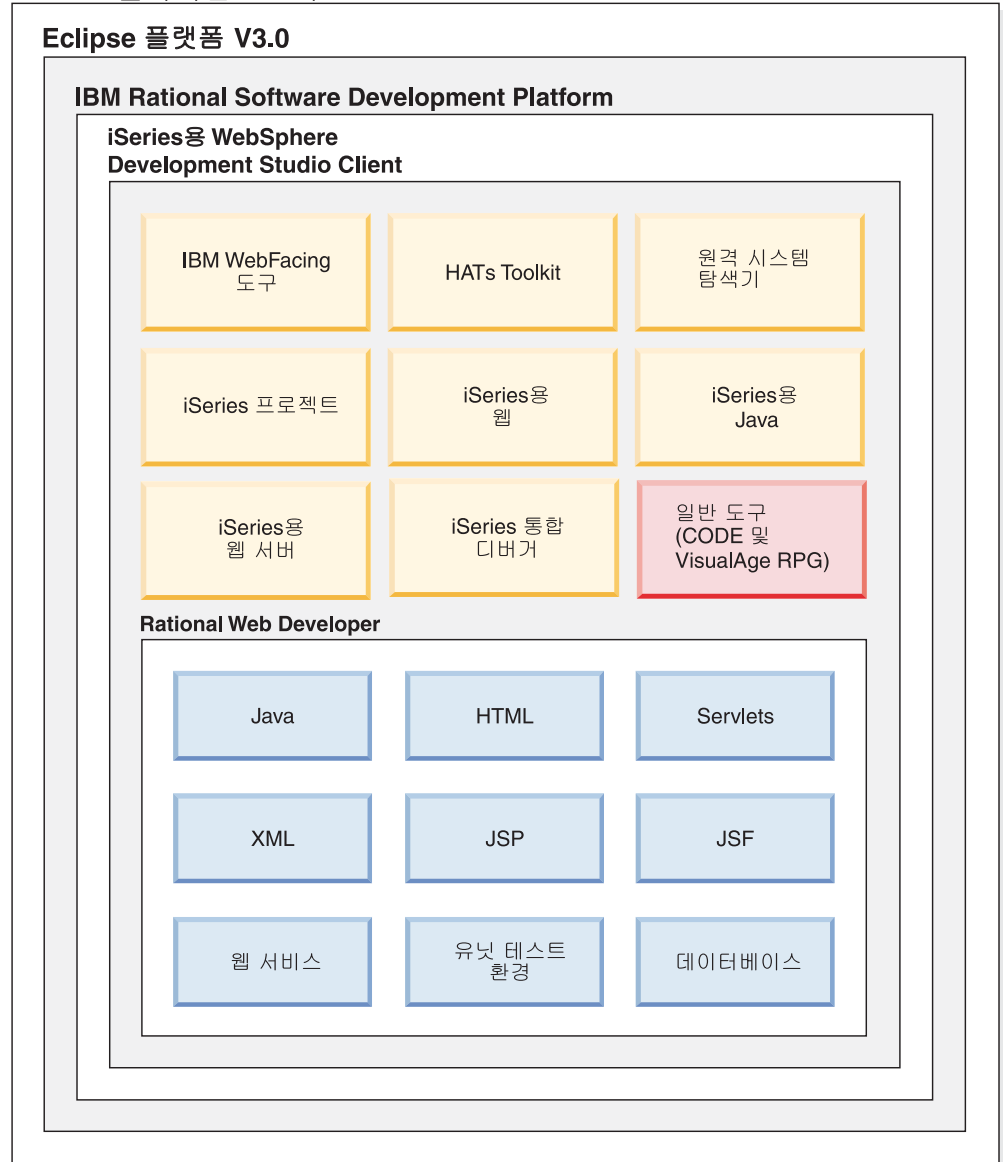 Eclipse 플랫폼 V3.0
IBM Rational Software Development Platform
iSeries용 WebSphere
Development Studio Client
IBM WebFacing
도구
HATs Toolkit
원격 시스템
탐색기
iSeries 프로젝트
iSeries용
웹
iSeries용
Java
iSeries용
웹 서버
iSeries 통합
디버거
일반 도구
(CODE 및
VisualAge RPG)
Rational Web Developer
Java
HTML
Servlets
XML
JSP
JSF
웹 서비스
유닛 테스트
환경
데이터베이스